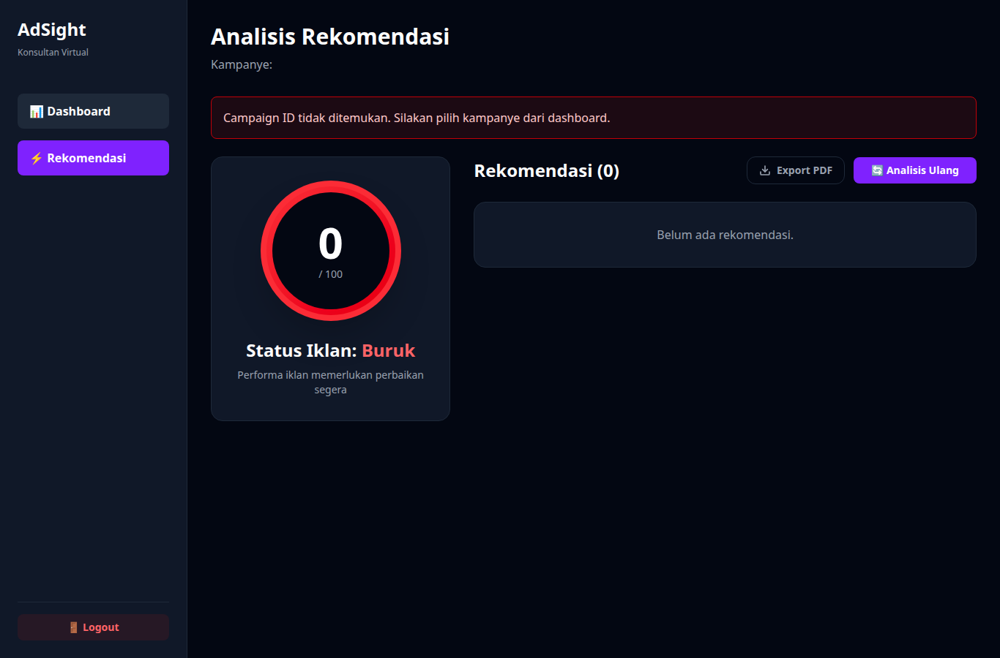 AdSight
Konsultan Virtual
📊 Dashboard
⚡ Rekomendasi
🚪 Logout
Analisis Rekomendasi
Kampanye:
Campaign ID tidak ditemukan. Silakan pilih kampanye dari dashboard.
0
/ 100
Status Iklan: Buruk
Performa iklan memerlukan perbaikan
segera
Rekomendasi (0)
Export PDF
🔄 Analisis Ulang
Belum ada rekomendasi.